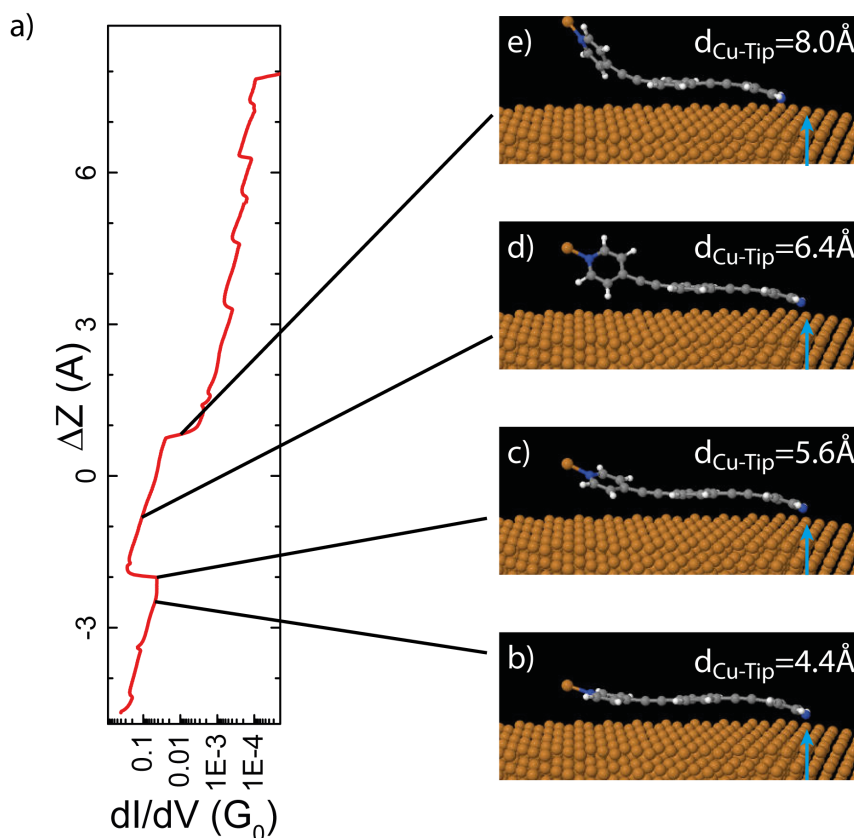 a)
6
3
0
-3
ΔZ (A)
0.1
0.01
1E-3
1E-4
dI/dV (G0)
e)
dCu-Tip=8.0Å
d)
dCu-Tip=6.4Å
c)
dCu-Tip=5.6Å
b)
dCu-Tip=4.4Å